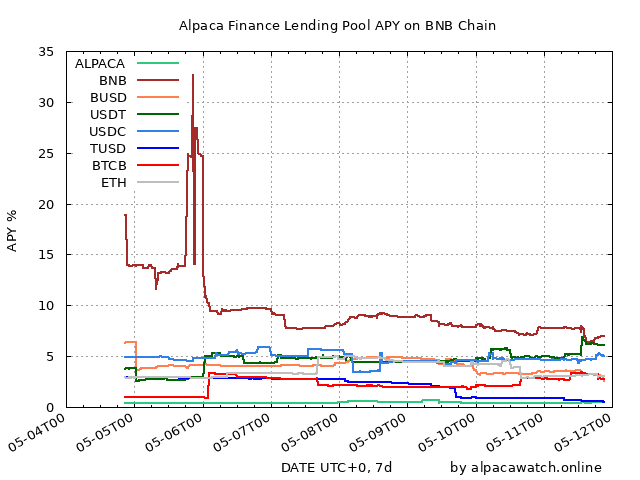 Alpaca Finance Lending Pool APY on BNB Chain
35
30
25
20
15
10
5
0
APY %
ALPACA
BNB
BUSD
USDT
USDC
TUSD
BTCB
ETH
05-04T00
05-05T00
05-06T00
05-07T00
05-08T00
05-09T00
05-10T00
05-11T00
05-12T00
DATE UTC+0, 7d
by alpacawatch.online